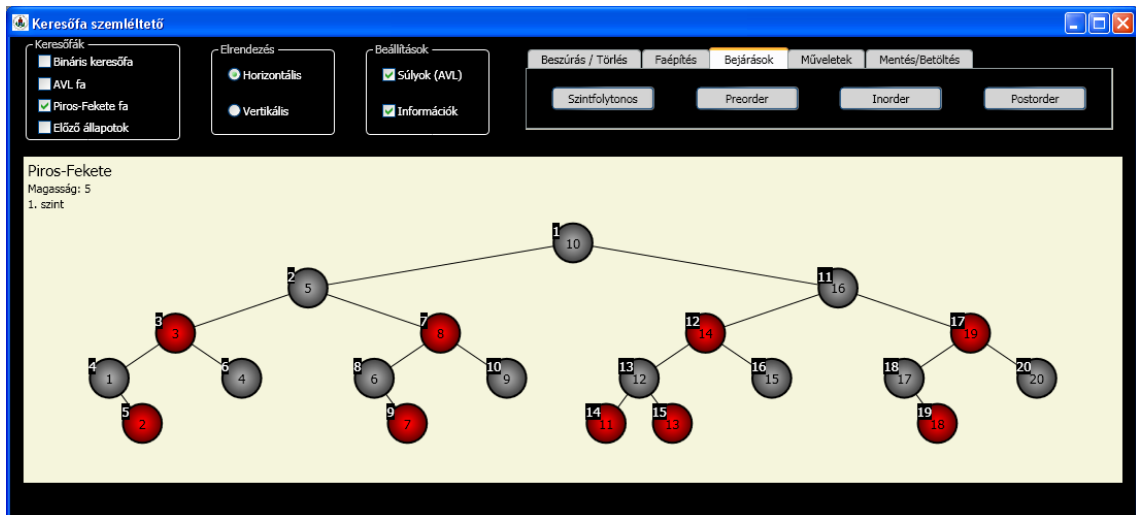 Keresőfa szemléltető
Keresőfák
Bináris keresőfa
AVL fa
Piros-Fekete fa
Előző állapotok
Elrendezés
Horizontális
Vertikális
Beállítások
Súlyok (AVL)
Információk
Beszúrás / Törlés Faépítés Bejárások Műveletek Mentés/Betöltés
Szintfolytonos Preorder Inorder Postorder
Piros-Fekete
Magasság: 5
1. szint
1 10
2 5 11 16
3 3 7 8 12 14 17 19
4 1 6 4 8 6 10 9 13 12 16 15 18 17 20 20
5 2 9 7 14 11 15 13 19 18